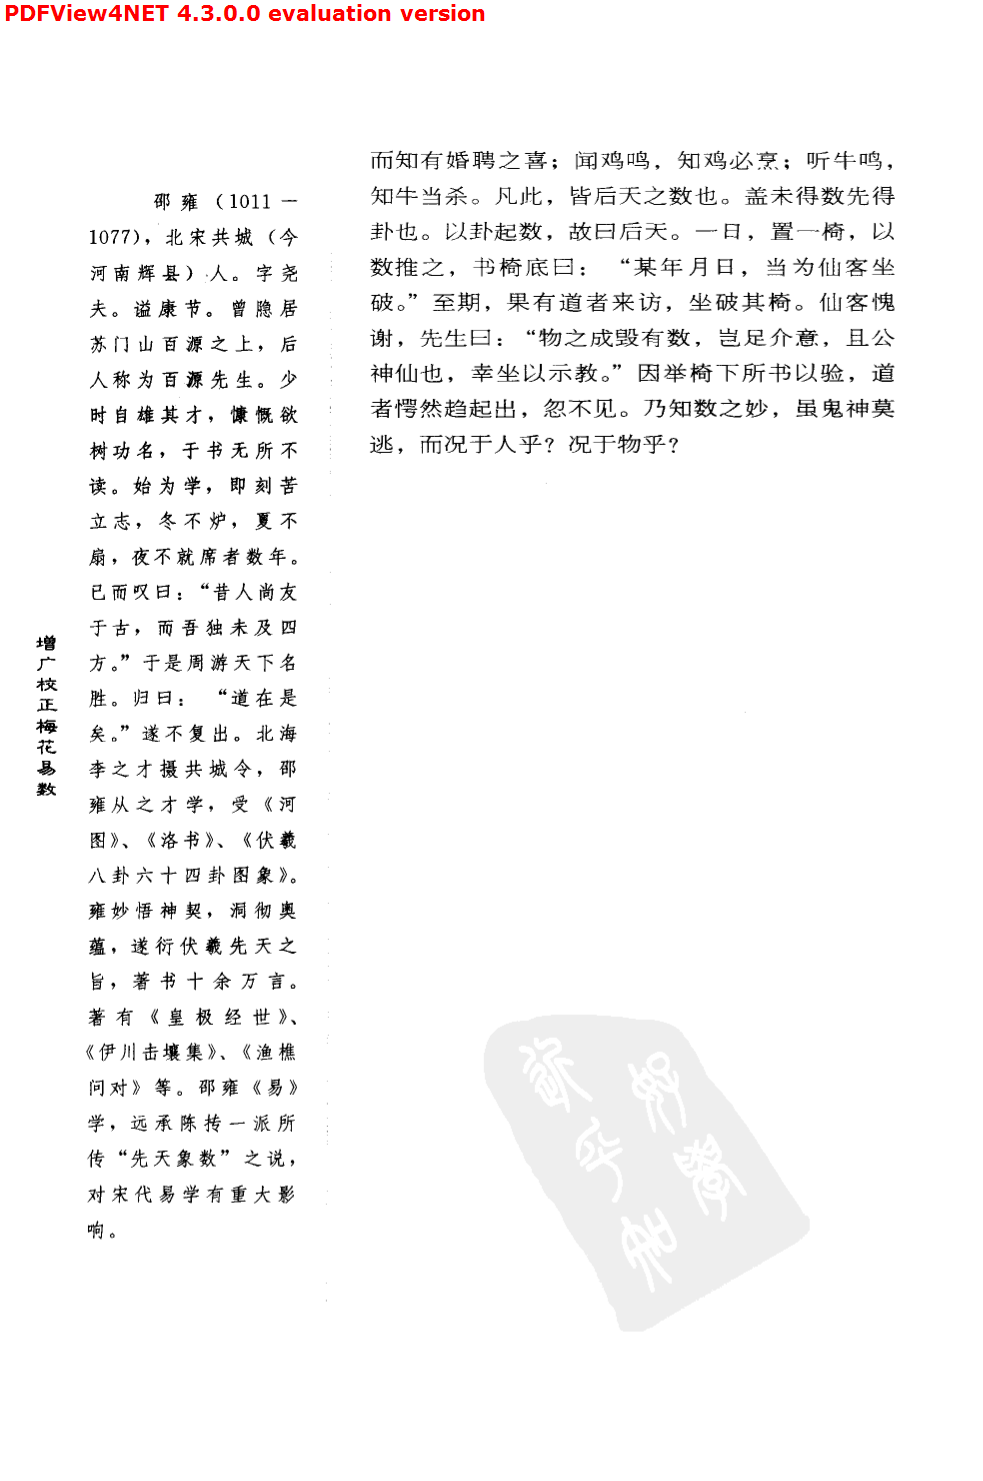 PDFView4NET 4.3.0.0 evaluation version
而知有婚聘之喜；闻鸡鸣，知鸡必烹；听牛鸣，
知牛当杀。凡此，皆后天之数也。盖未得数先得
卦也。以卦起数，故曰后天。一日，置一椅，以
数推之，书椅底曰：“某年月日，当为仙客坐
破。”至期，果有道者来访，坐破其椅。仙客愧
谢，先生曰：“物之成毁有数，岂足介意，且公
神仙也，幸坐以示教。”因举椅下所书以验，道
者愕然趋起出，忽不见。乃知数之妙，虽鬼神莫
逃，而况于人乎？况于物乎？
邵雍（1011－
1077），北宋共城（今
河南辉县）人。字尧
夫。谥康节。曾隐居
苏门山百源之上，后
人称为百源先生。少
时自雄其才，慷慨欲
树功名，于书无所不
读。始为学，即刻苦
立志，冬不炉，夏不
扇，夜不就席者数年。
已而叹曰：“昔人尚友
于古，而吾独未及四
方。”于是周游天下名
胜。归曰：“道在是
矣。”遂不复出。北海
李之才摄共城令，邵
雍从之才学，受《河
图》、《洛书》、《伏羲
八卦六十四卦图象》。
雍妙悟神契，洞彻奥
蕴，遂衍伏羲先天之
旨，著书十余万言。
著有《皇极经世》、
《伊川击壤集》、《渔樵
问对》等。邵雍《易》
学，远承陈抟一派所
传“先天象数”之说，
对宋代易学有重大影
响。
增广校正梅花易数